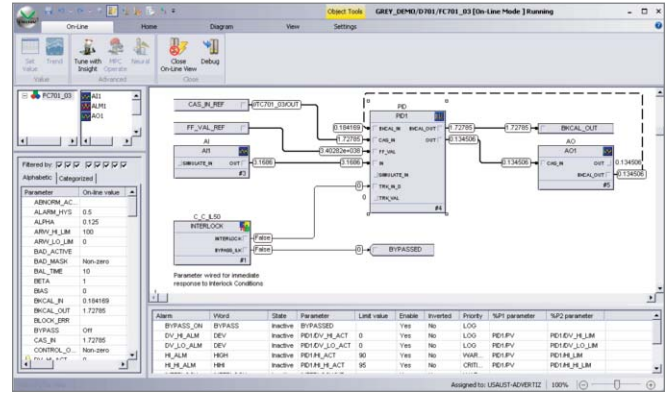 Object Tools GREY_DEMO/D701/FC701_03 [On-Line Mode] Running
On-Line Home Diagram View Settings
Set Value Trend Tune with Insight MPC Operate Neural Close On-Line View Debug
Value Advanced Close
FC701_03 AI1
ALM1
AO1
Filtered by:
Alphabetic Categorized
Parameter On-line value
ABNORM_AC...
ALARM_HYS 0.5
ALPHA 0.125
ARW_HI_LIM 100
ARW_LO_LIM 0
BAD_ACTIVE
BAD_MASK Non-zero
BAL_TIME 10
BETA 1
BIAS 0
BKCAL_IN 0.184169
BKCAL_OUT 1.72785
BLOCK_ERR
BYPASS Off
CAS_IN 1.72785
CONTROL_O... Non-zero
CAS_IN_REF //TC701_03/OUT
FF_VAL_REF
AI
AI1
SIMULATE_IN OUT 3.1686 3.1686
#3
PID
PID1
0.184169 BKCAL_IN BKCAL_OUT 1.72785 1.72785 BKCAL_OUT
1.72785 CAS_IN OUT 0.134506
3.40282e+038 FF_VAL
IN
SIMULATE_IN
0 TRK_IN_D
0 TRK_VAL
#4
AO
AO1
0.134506 CAS_IN OUT 0.134506
BKCAL_OUT 0.134506
#5
C_C_ILSO
INTERLOCK
INTERLOCK False
BYPASS_ILK False
#1
0 BYPASSED
Parameter wired for immediate
response to Interlock Conditions
Alarm Word State Parameter Limit value Enable Inverted Priority %P1 parameter %P2 parameter
BYPASS_ON BYPASS Inactive BYPASSED Yes No LOG
DV_HI_ALM DEV Inactive PID1/DV_HI_ACT 0 Yes No LOG PID1/PV PID1/DV_HI_LIM
DV_LO_ALM DEV Inactive PID1/DV_LO_ACT 0 Yes No LOG PID1/PV PID1/DV_LO_LIM
HI_ALM HIGH Inactive PID1/HI_ACT 90 Yes No WAR... PID1/PV PID1/HI_LIM
HI_HI_ALM HIHI Inactive PID1/HI_HI_ACT 95 Yes No CRITI... PID1/PV PID1/HI_HI_LIM
Assigned to: USAUST-ADVERTIZ 100%